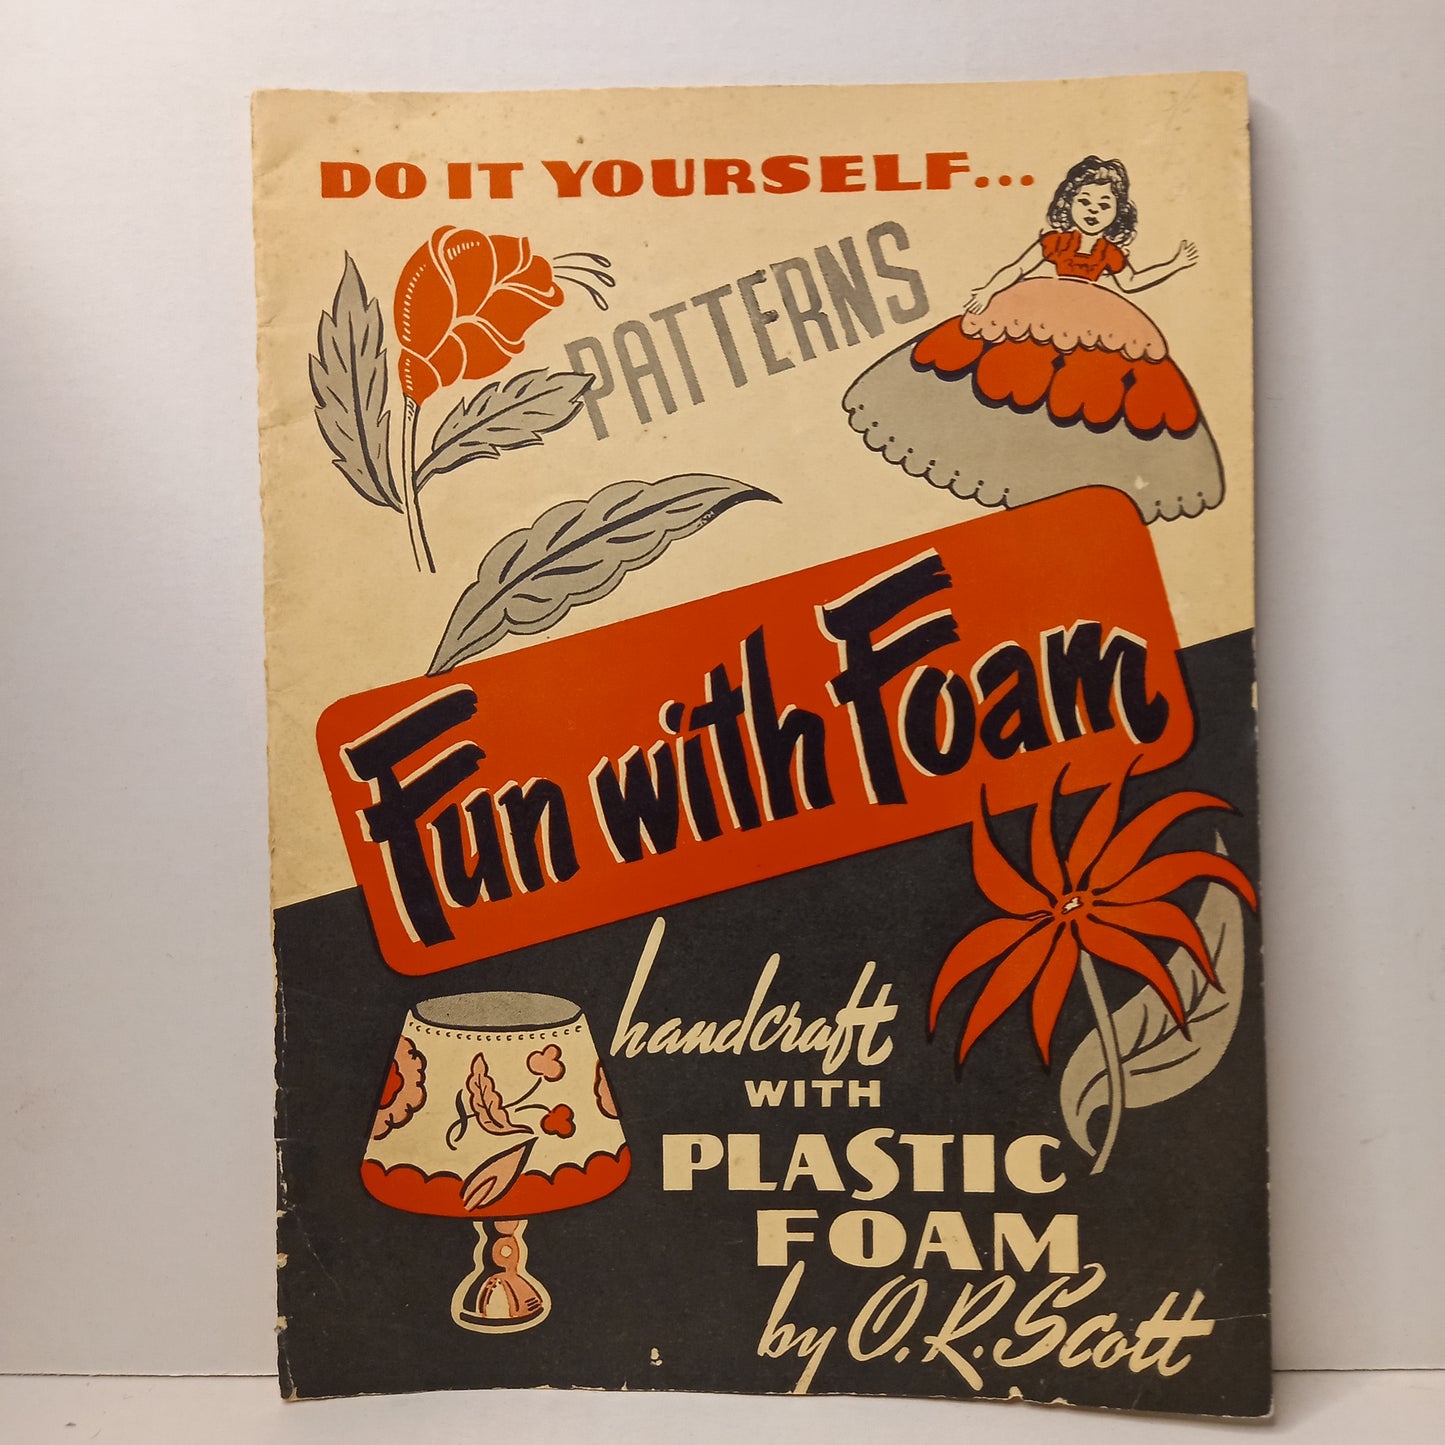 DO IT YOURSELF...
PATTERNS
Fun with Foam
handcraft
WITH
PLASTIC
FOAM
by O.R. Scott